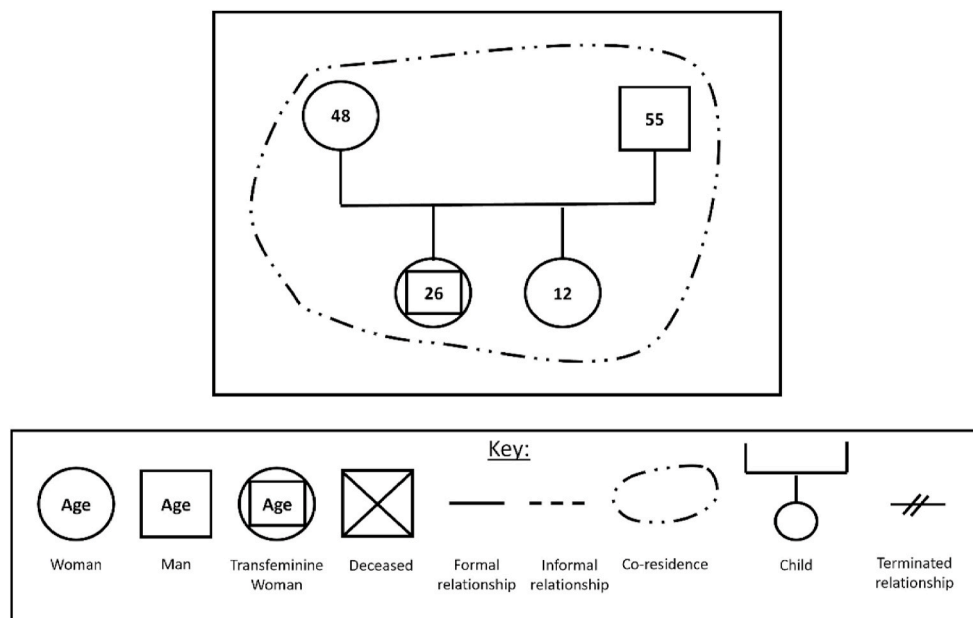 48
55
26
12
Key:
Age
Age
Age
Woman
Man
Transfeminine
Woman
Deceased
Formal
relationship
Informal
relationship
Co-residence
Child
Terminated
relationship